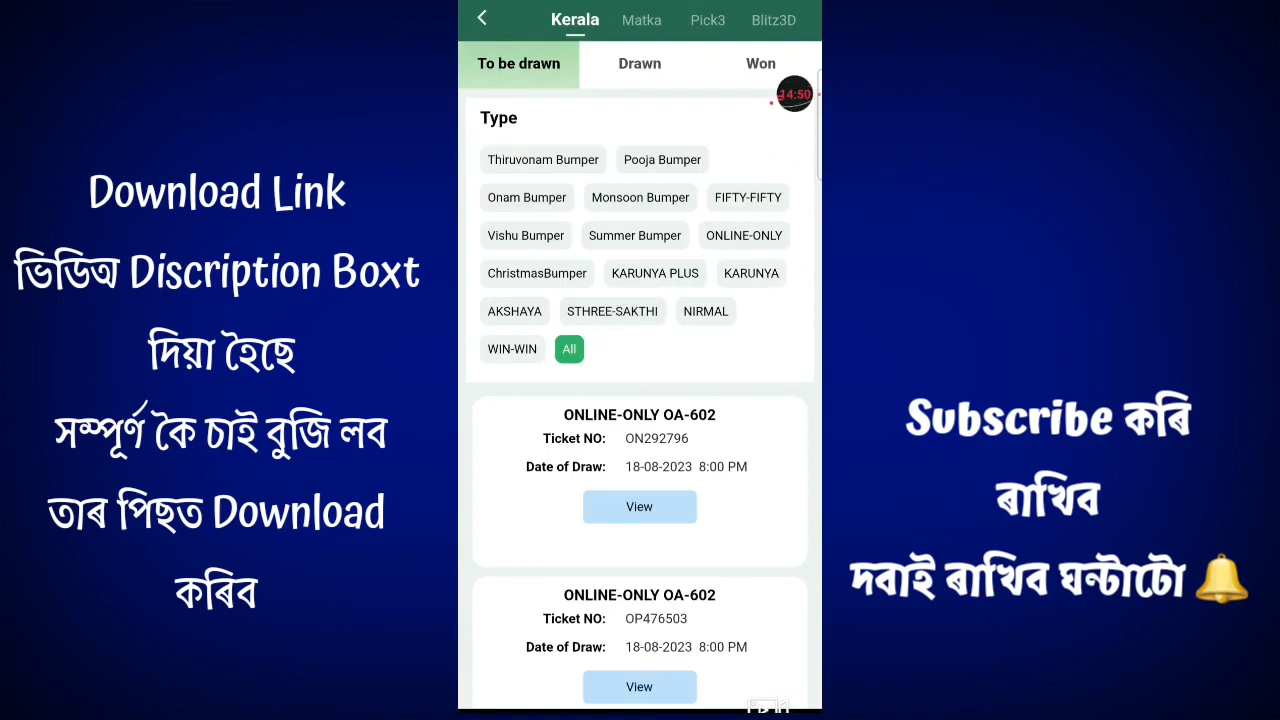 Download Link
ভিডিঅ Discription Boxt
দিয়া হৈছে
সম্পূৰ্ণ কৈ চাই বুজি লব
তাৰ পিছত Download
কৰিব
Kerala Matka Pick3 Blitz3D
To be drawn Drawn Won
14:50
Type
Thiruvonam Bumper Pooja Bumper
Onam Bumper Monsoon Bumper FIFTY-FIFTY
Vishu Bumper Summer Bumper ONLINE-ONLY
ChristmasBumper KARUNYA PLUS KARUNYA
AKSHAYA STHREE-SAKTHI NIRMAL
WIN-WIN All
ONLINE-ONLY OA-602
Ticket NO: ON292796
Date of Draw: 18-08-2023 8:00 PM
View
ONLINE-ONLY OA-602
Ticket NO: OP476503
Date of Draw: 18-08-2023 8:00 PM
View
Subscribe কৰি
ৰাখিব
দবাই ৰাখিব ঘন্টাটো 🔔